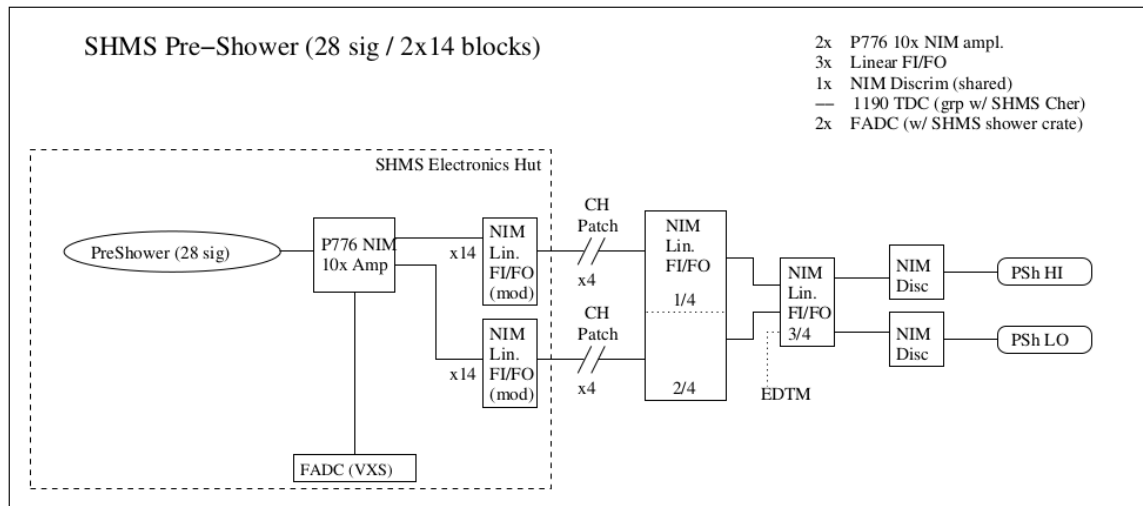 SHMS Pre−Shower (28 sig / 2x14 blocks)
2x P776 10x NIM ampl.
3x Linear FI/FO
1x NIM Discrim (shared)
— 1190 TDC (grp w/ SHMS Cher)
2x FADC (w/ SHMS shower crate)
SHMS Electronics Hut
PreShower (28 sig)
P776 NIM
10x Amp
x14
NIM
Lin.
FI/FO
(mod)
x14
NIM
Lin.
FI/FO
(mod)
FADC (VXS)
CH
Patch
x4
CH
Patch
x4
NIM
Lin.
FI/FO
1/4
2/4
NIM
Lin.
FI/FO
3/4
EDTM
NIM
Disc
PSh HI
NIM
Disc
PSh LO